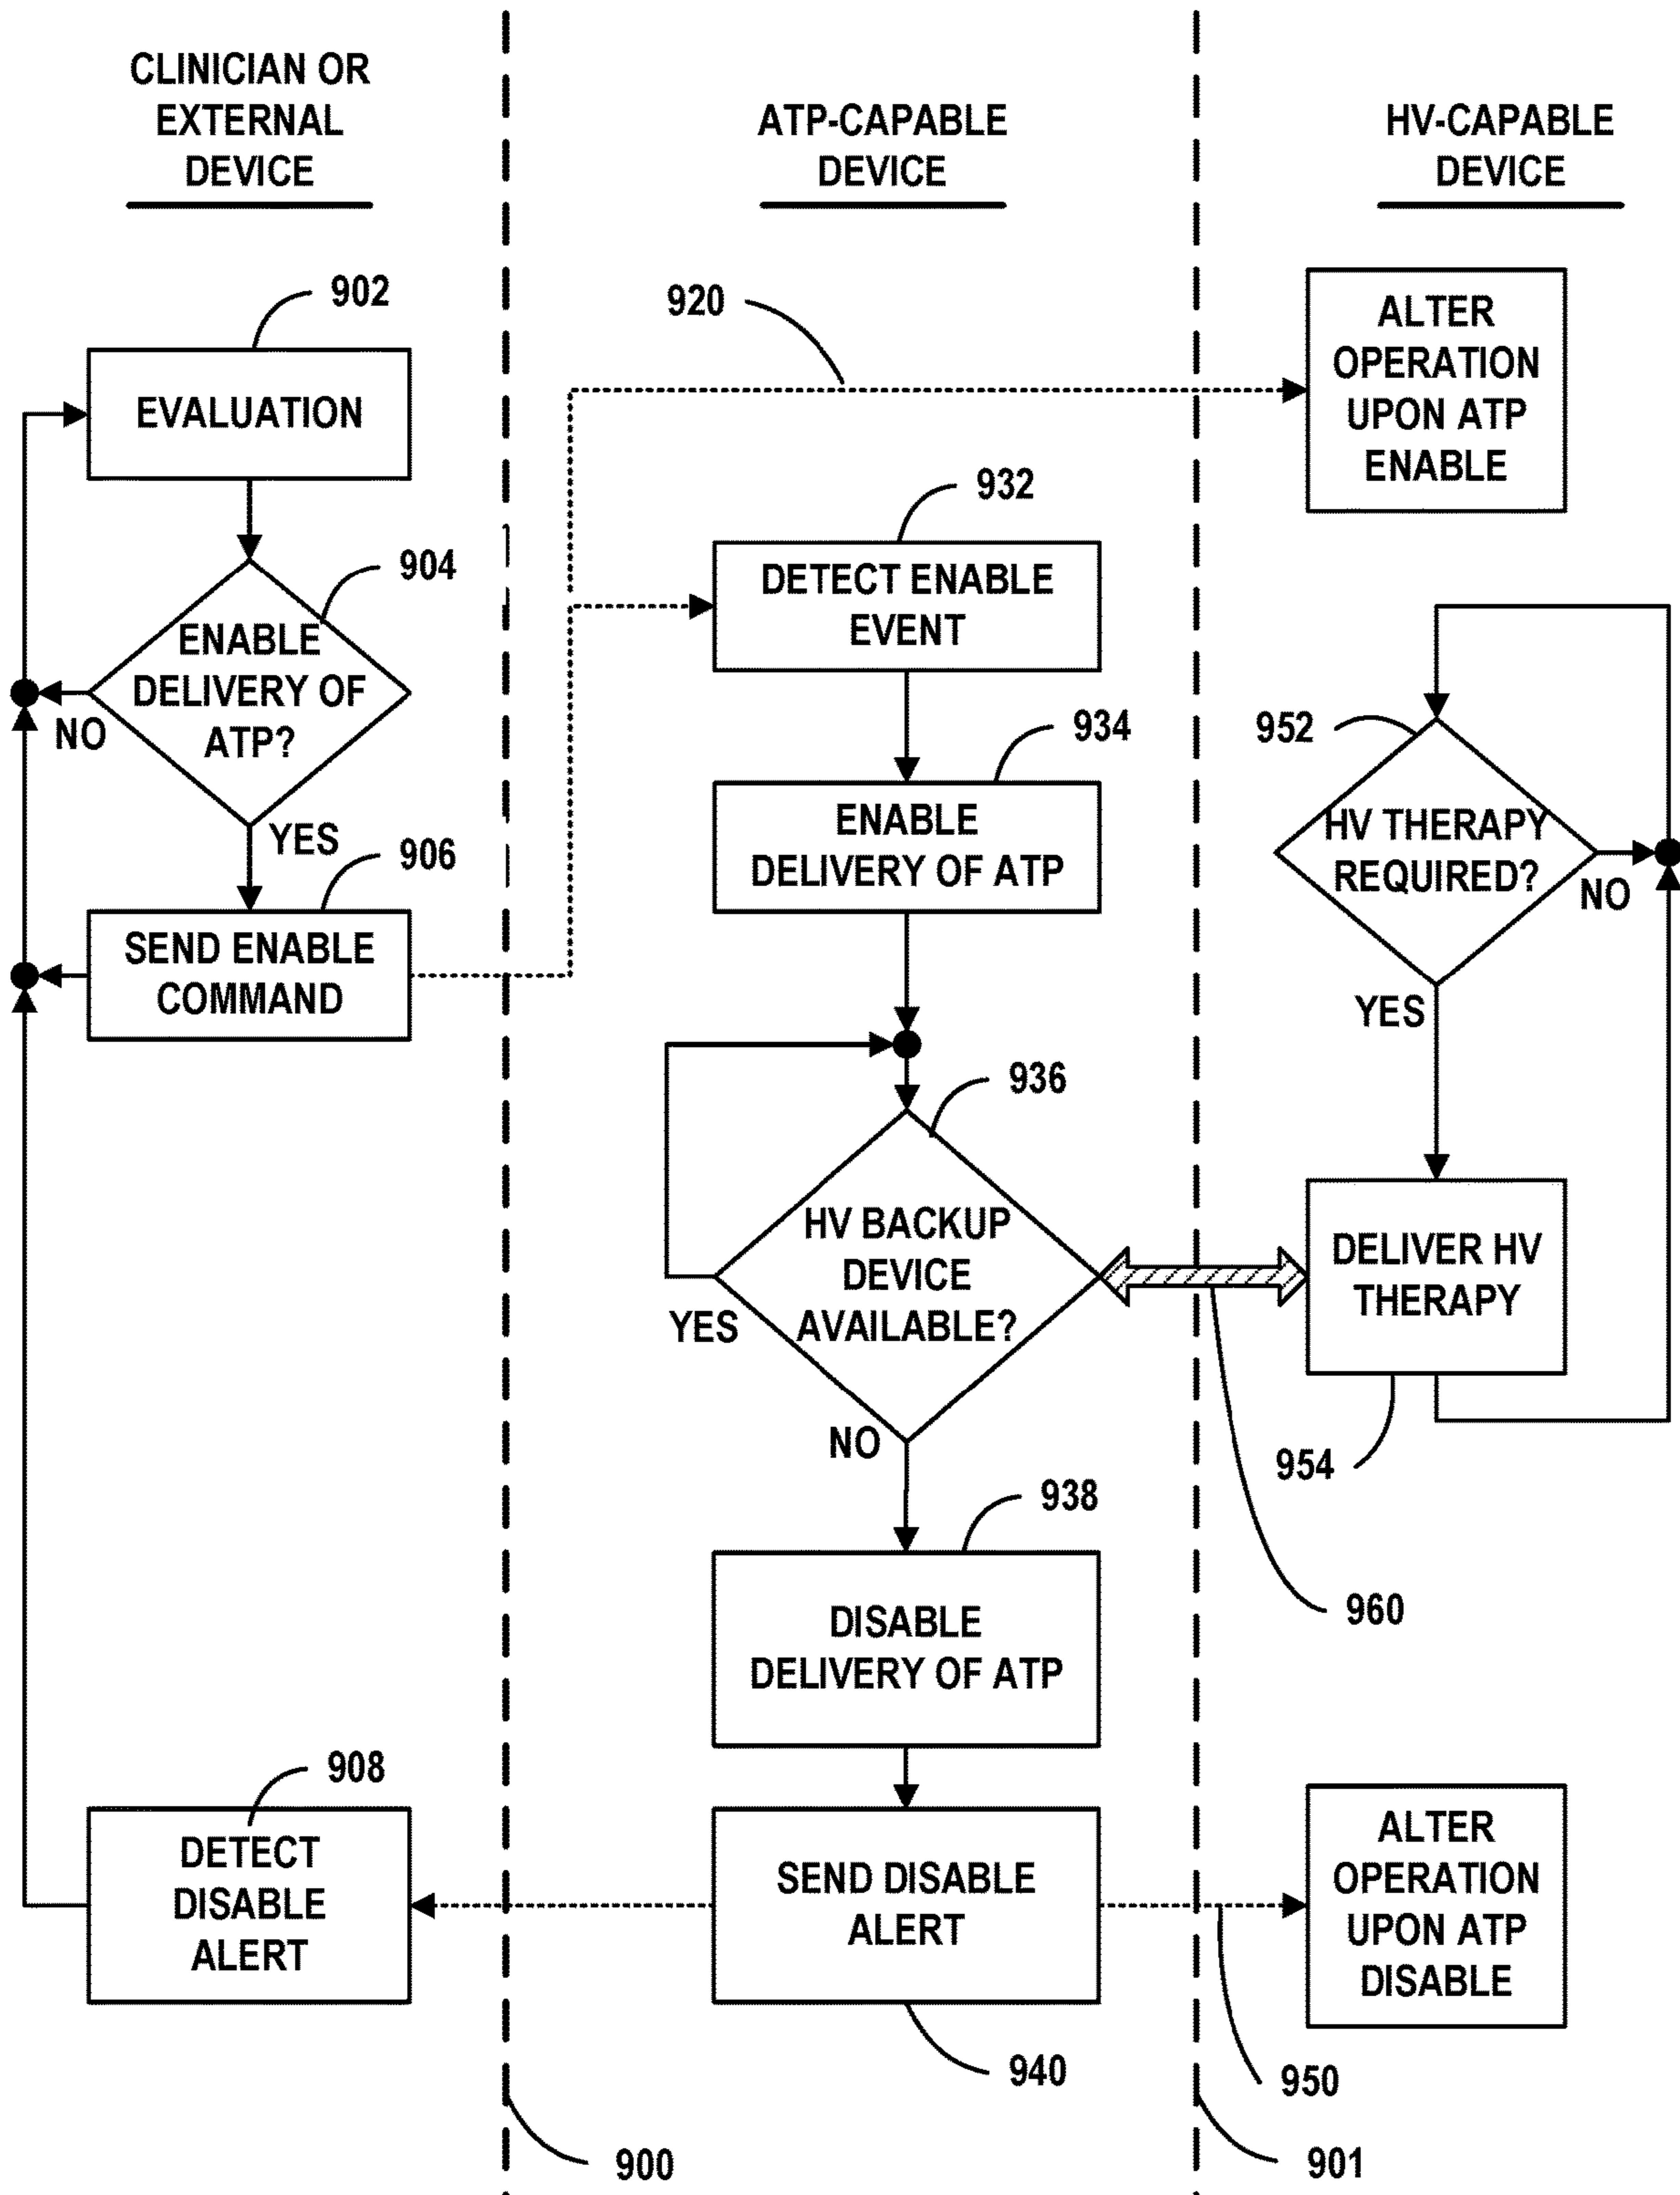 CLINICIAN OR
EXTERNAL
DEVICE
902
EVALUATION
904
ENABLE
DELIVERY OF
ATP?
NO
YES
906
SEND ENABLE
COMMAND
908
DETECT
DISABLE
ALERT
900
ATP-CAPABLE
DEVICE
920
932
DETECT ENABLE
EVENT
934
ENABLE
DELIVERY OF ATP
936
HV BACKUP
DEVICE
AVAILABLE?
YES
NO
938
DISABLE
DELIVERY OF ATP
SEND DISABLE
ALERT
940
HV-CAPABLE
DEVICE
ALTER
OPERATION
UPON ATP
ENABLE
952
HV THERAPY
REQUIRED?
NO
YES
DELIVER HV
THERAPY
954
960
ALTER
OPERATION
UPON ATP
DISABLE
950
901